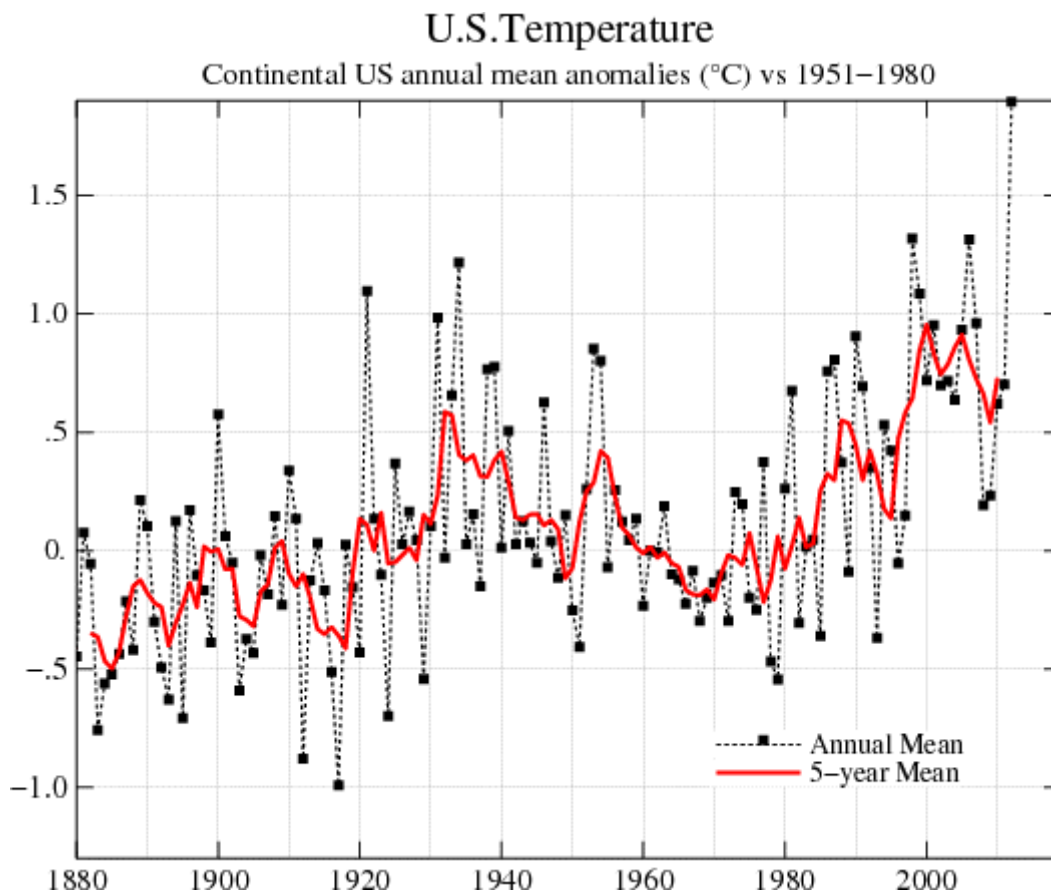 U.S.Temperature
Continental US annual mean anomalies (°C) vs 1951−1980
1.5
1.0
.5
0.
−.5
−1.0
Annual Mean
5−year Mean
1880 1900 1920 1940 1960 1980 2000